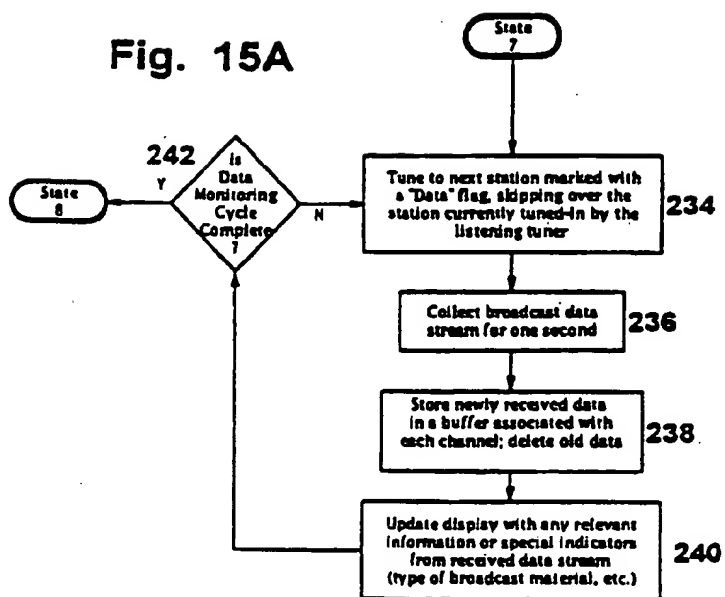 Fig. 15A
State
7
242
Is
Data
Monitoring
Cycle
Complete
?
Y
N
State
8
Tune to next station marked with
a "Data" flag, skipping over the
station currently tuned-in by the
listening tuner
234
Collect broadcast data
stream for one second
236
Store newly received data
in a buffer associated with
each channel; delete old data
238
Update display with any relevant
information or special indicators
from received data stream
(type of broadcast material, etc.)
240